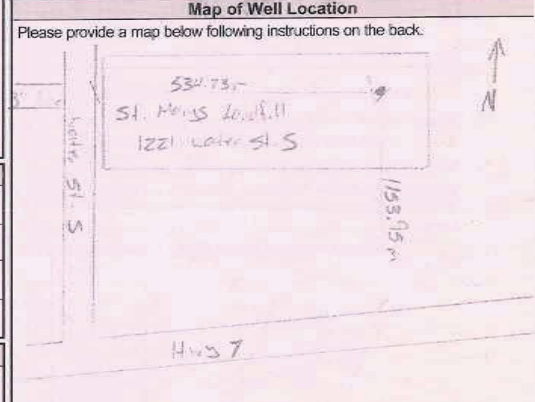 Map of Well Location
Please provide a map below following instructions on the back.
534.73m
N
St. Marys Landfill
1221 Water St. S
Water St. S
1153.95 m
Hwy 7